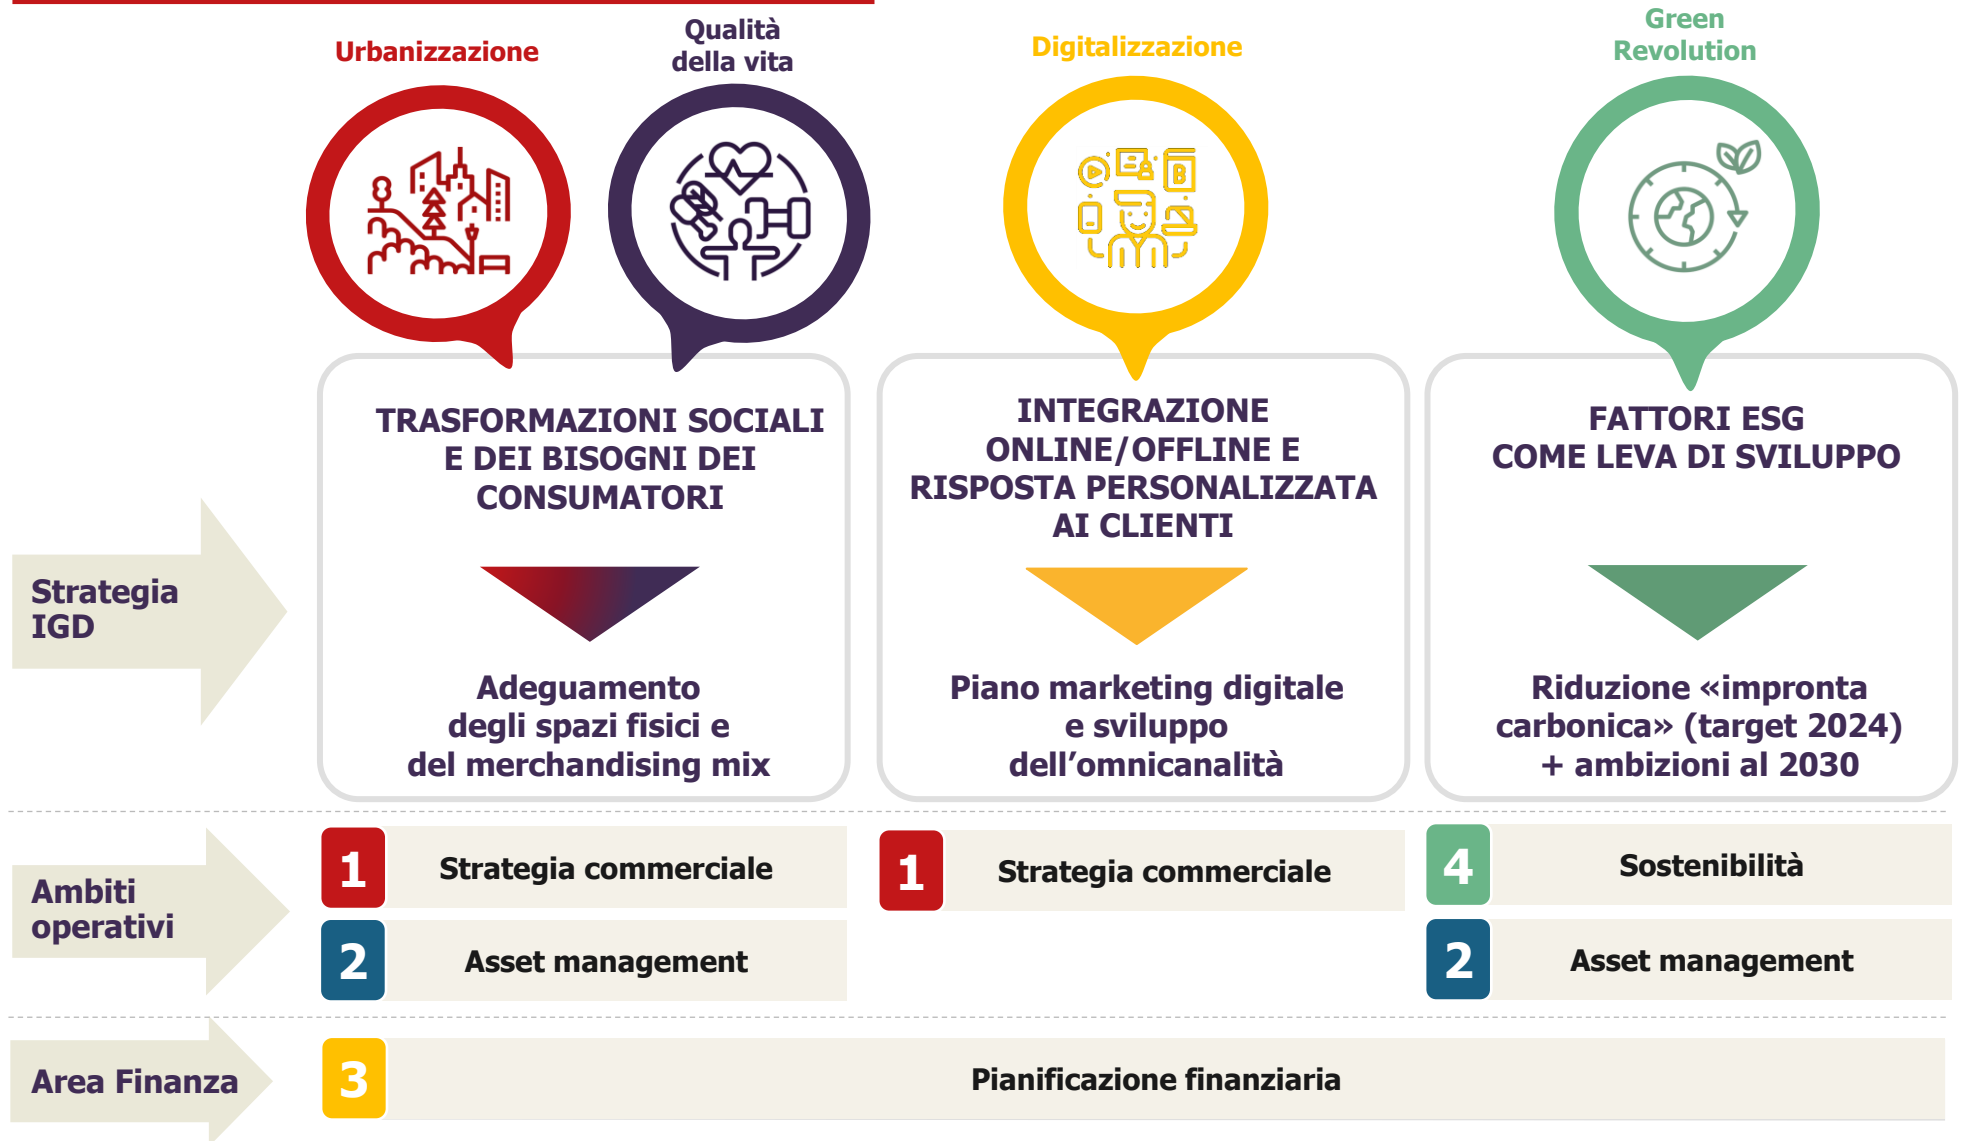 Urbanizzazione
Qualità
della vita
Digitalizzazione
Green
Revolution
B
Strategia
IGD
TRASFORMAZIONI SOCIALI
E DEI BISOGNI DEI
CONSUMATORI
Adeguamento
degli spazi fisici e
del merchandising mix
INTEGRAZIONE
ONLINE/OFFLINE E
RISPOSTA PERSONALIZZATA
AI CLIENTI
Piano marketing digitale
e sviluppo
dell’omnicanalità
FATTORI ESG
COME LEVA DI SVILUPPO
Riduzione «impronta
carbonica» (target 2024)
+ ambizioni al 2030
Ambiti
operativi
1 Strategia commerciale
2 Asset management
1 Strategia commerciale
4 Sostenibilità
2 Asset management
Area Finanza
3 Pianificazione finanziaria